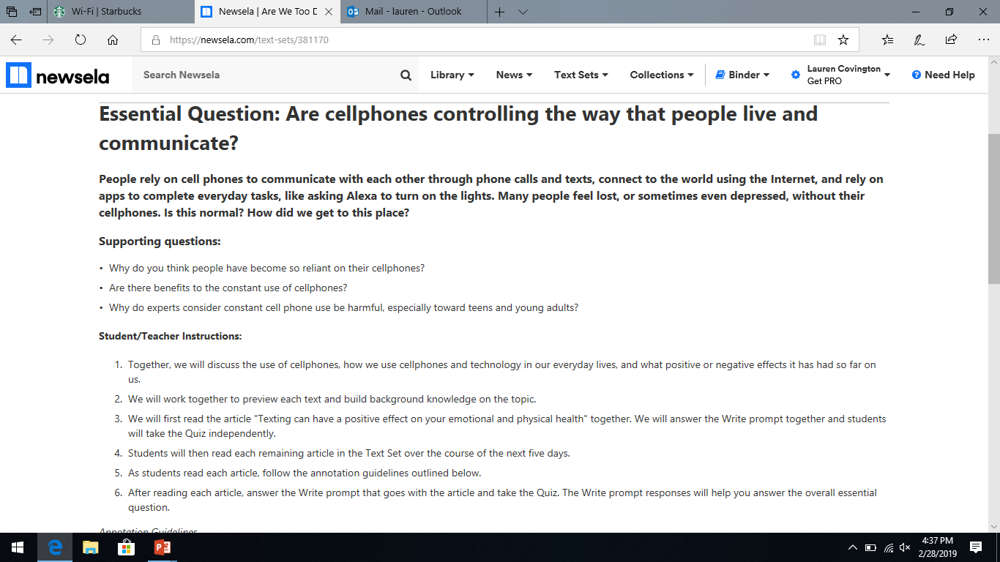 Wi-Fi | Starbucks
Newsela | Are We Too D
Mail - lauren - Outlook
https://newsela.com/text-sets/381170
newsela
Search Newsela
Library
News
Text Sets
Collections
Binder
Lauren Covington
Get PRO
Need Help
Essential Question: Are cellphones controlling the way that people live and
communicate?
People rely on cell phones to communicate with each other through phone calls and texts, connect to the world using the Internet, and rely on
apps to complete everyday tasks, like asking Alexa to turn on the lights. Many people feel lost, or sometimes even depressed, without their
cellphones. Is this normal? How did we get to this place?
Supporting questions:
• Why do you think people have become so reliant on their cellphones?
• Are there benefits to the constant use of cellphones?
• Why do experts consider constant cell phone use be harmful, especially toward teens and young adults?
Student/Teacher Instructions:
1. Together, we will discuss the use of cellphones, how we use cellphones and technology in our everyday lives, and what positive or negative effects it has had so far on
us.
2. We will work together to preview each text and build background knowledge on the topic.
3. We will first read the article "Texting can have a positive effect on your emotional and physical health" together. We will answer the Write prompt together and students
will take the Quiz independently.
4. Students will then read each remaining article in the Text Set over the course of the next five days.
5. As students read each article, follow the annotation guidelines outlined below.
6. After reading each article, answer the Write prompt that goes with the article and take the Quiz. The Write prompt responses will help you answer the overall essential
question.
Annotation Guidelines
4:37 PM
2/28/2019